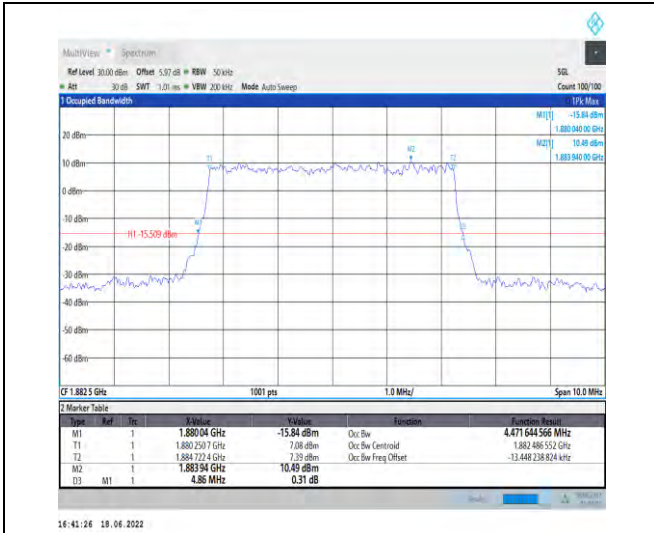 MultiView Spectrum
Ref Level 30.00 dBm Offset 5.97 dB RBW 50 kHz SGL
Att 30 dB SWT 1.01 ms VBW 200 kHz Mode Auto Sweep Count 100/100
1 Occupied Bandwidth 1Pk Max
M1[1] -15.84 dBm
1.880 040 00 GHz
M2[1] 10.49 dBm
1.883 940 00 GHz
20 dBm
M2
T1 T2
10 dBm
0 dBm
-10 dBm
M1
H1 -15.509 dBm
-20 dBm
-30 dBm
-40 dBm
-50 dBm
-60 dBm
CF 1.882 5 GHz 1001 pts 1.0 MHz/ Span 10.0 MHz
2 Marker Table
Type Ref Trc X-Value Y-Value Function Function Result
M1 1 1.880 04 GHz -15.84 dBm Occ Bw 4.471 644 566 MHz
T1 1 1.880 250 7 GHz 7.08 dBm Occ Bw Centroid 1.882 486 552 GHz
T2 1 1.884 722 4 GHz 7.39 dBm Occ Bw Freq Offset -13.448 238 824 kHz
M2 1 1.883 94 GHz 10.49 dBm
D3 M1 1 4.86 MHz 0.31 dB
16:41:26 18.06.2022